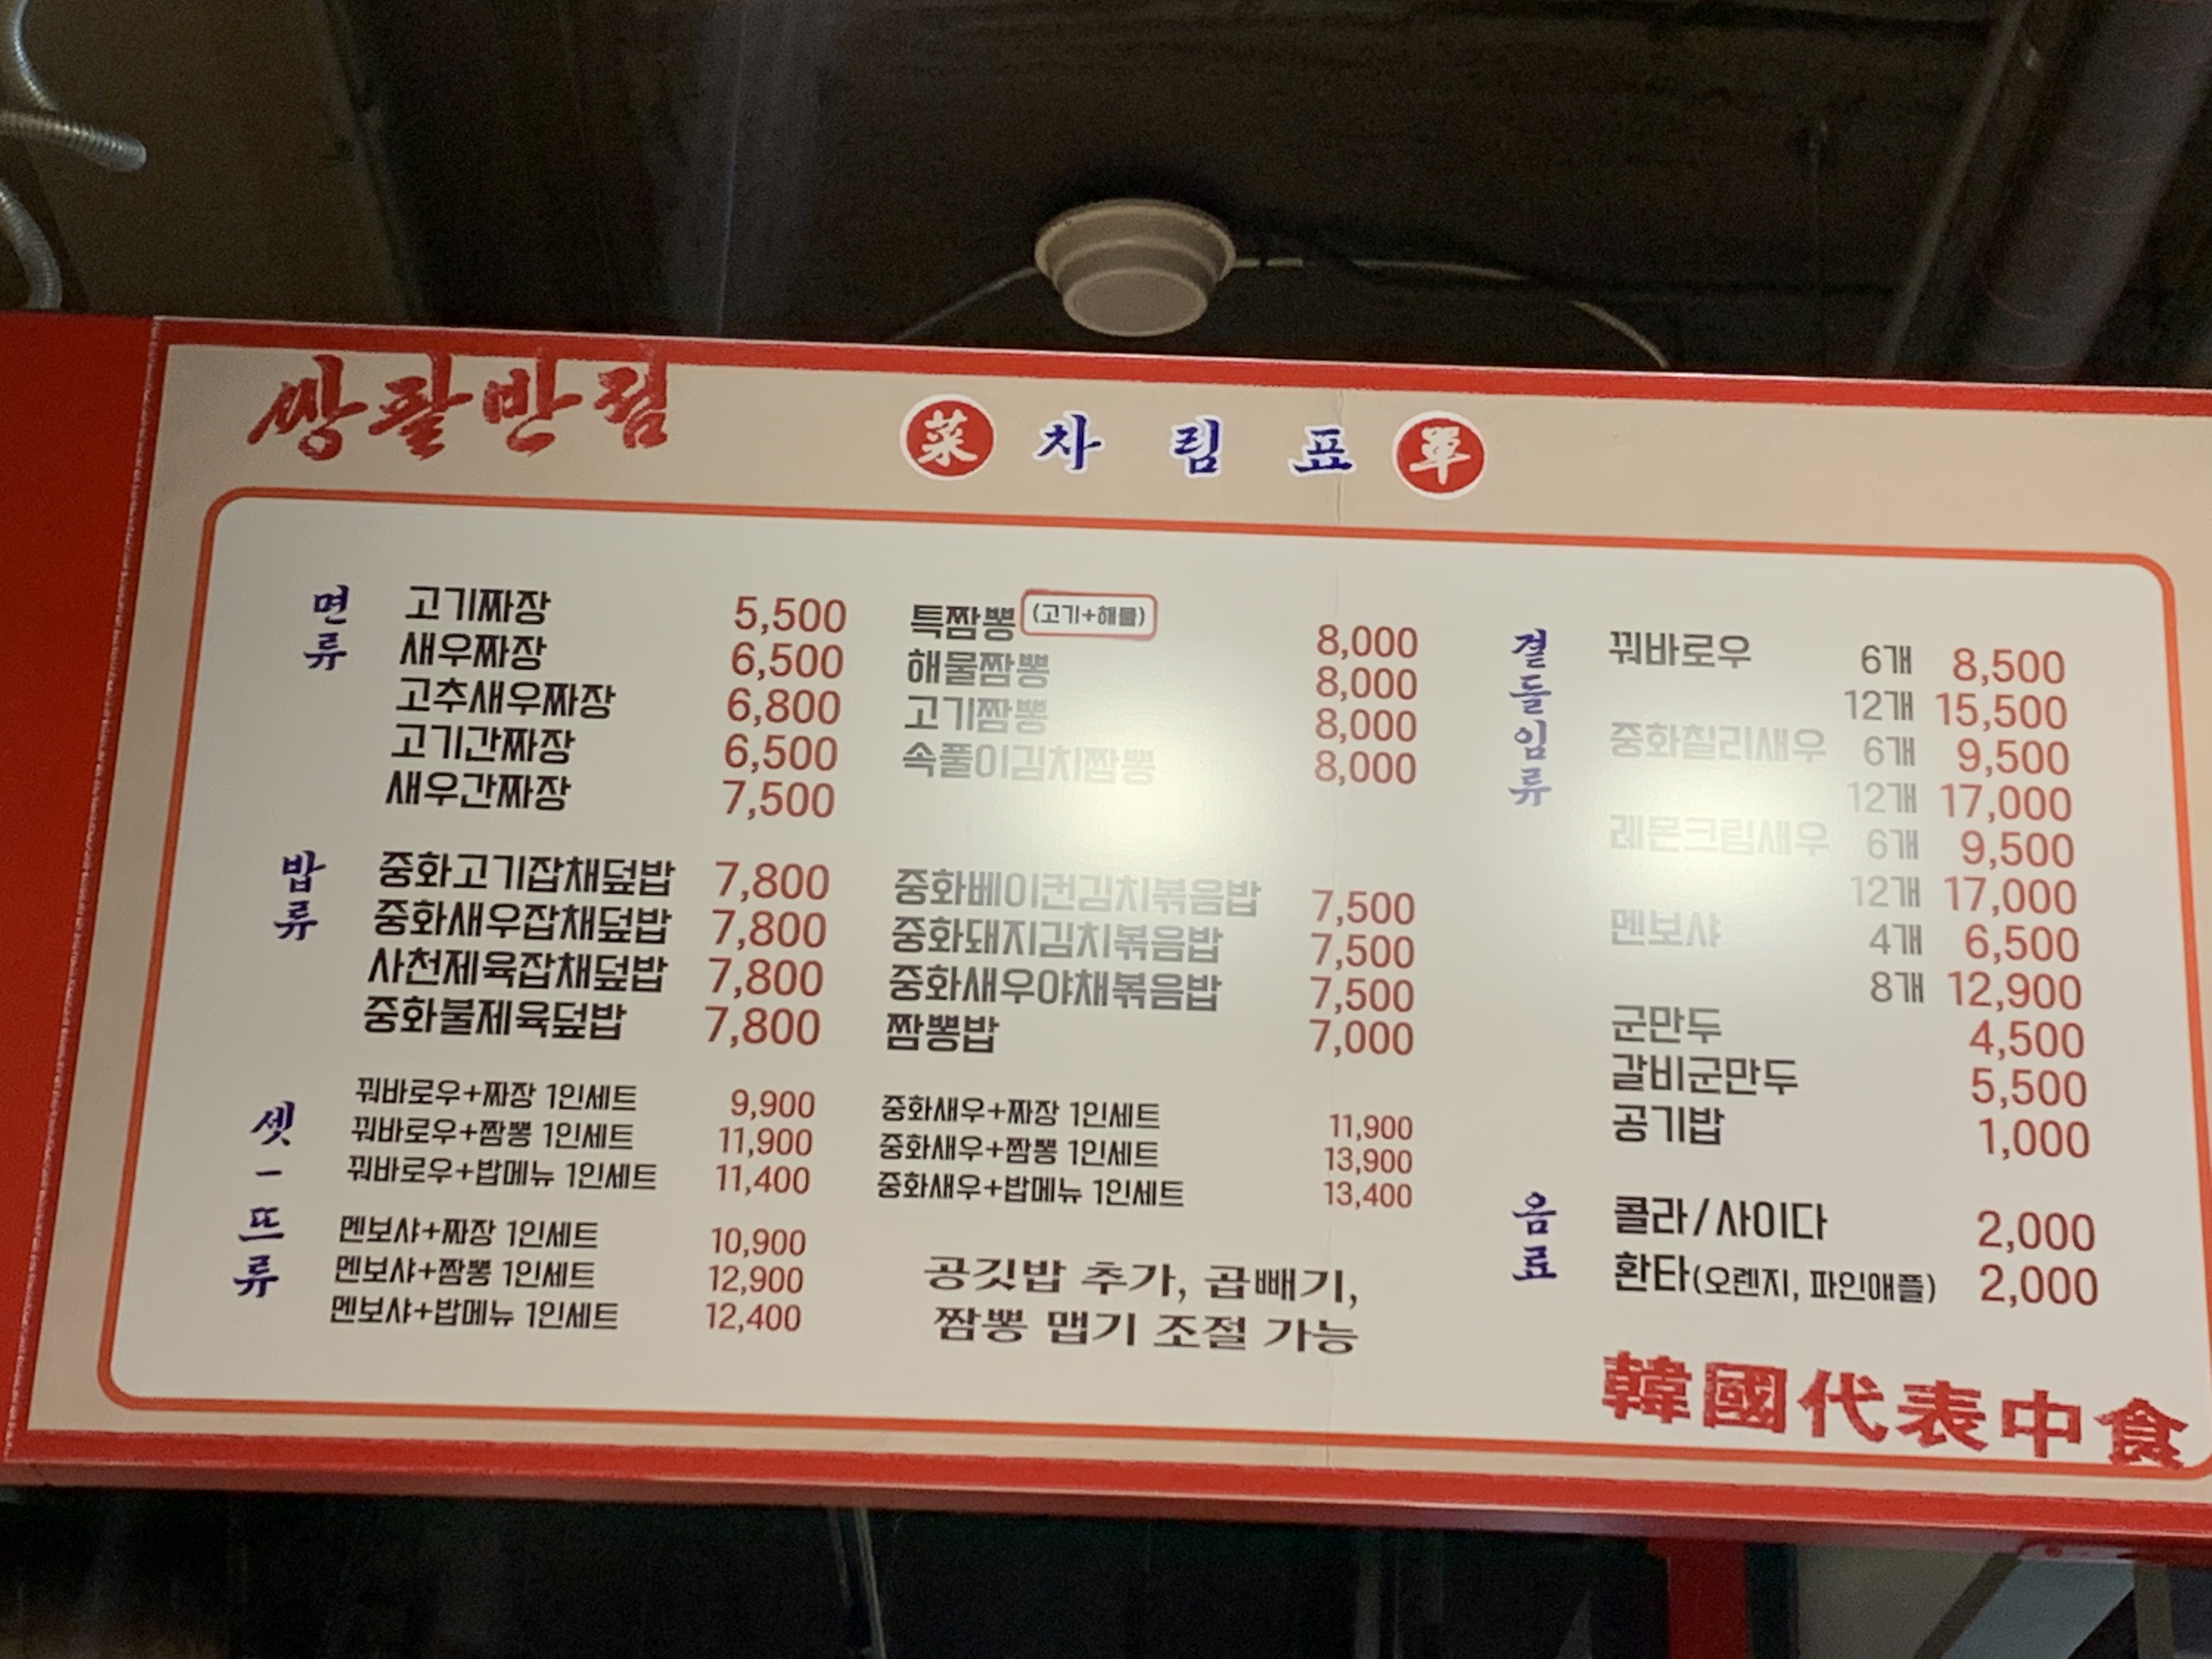 쌍팔반점
菜 차림표 單
면류
고기짜장 5,500
새우짜장 6,500
고추새우짜장 6,800
고기간짜장 6,500
새우간짜장 7,500
특짬뽕 (고기+해물) 8,000
해물짬뽕 8,000
고기짬뽕 8,000
속풀이김치짬뽕 8,000
밥류
중화고기잡채덮밥 7,800
중화새우잡채덮밥 7,800
사천제육잡채덮밥 7,800
중화불제육덮밥 7,800
중화베이컨김치볶음밥 7,500
중화돼지김치볶음밥 7,500
중화새우야채볶음밥 7,500
짬뽕밥 7,000
셋-뜨류
꿔바로우+짜장 1인세트 9,900
꿔바로우+짬뽕 1인세트 11,900
꿔바로우+밥메뉴 1인세트 11,400
멘보샤+짜장 1인세트 10,900
멘보샤+짬뽕 1인세트 12,900
멘보샤+밥메뉴 1인세트 12,400
중화새우+짜장 1인세트 11,900
중화새우+짬뽕 1인세트 13,900
중화새우+밥메뉴 1인세트 13,400
공깃밥 추가, 곱빼기,
짬뽕 맵기 조절 가능
곁들임류
꿔바로우 6개 8,500
12개 15,500
중화칠리새우 6개 9,500
12개 17,000
레몬크림새우 6개 9,500
12개 17,000
멘보샤 4개 6,500
8개 12,900
군만두 4,500
갈비군만두 5,500
공기밥 1,000
음료
콜라/사이다 2,000
환타(오렌지, 파인애플) 2,000
韓國代表中食